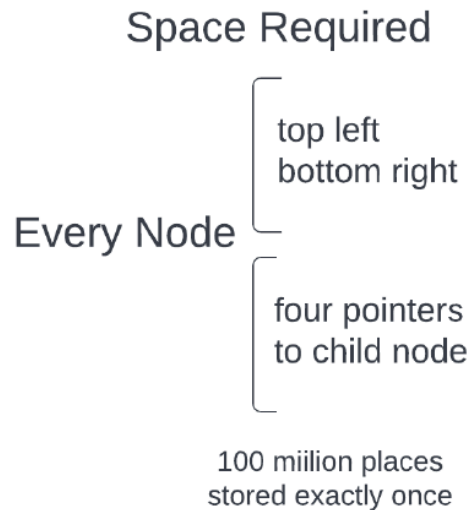 Space Required
top left
bottom right
Every Node
four pointers
to child node
100 miilion places
stored exactly once